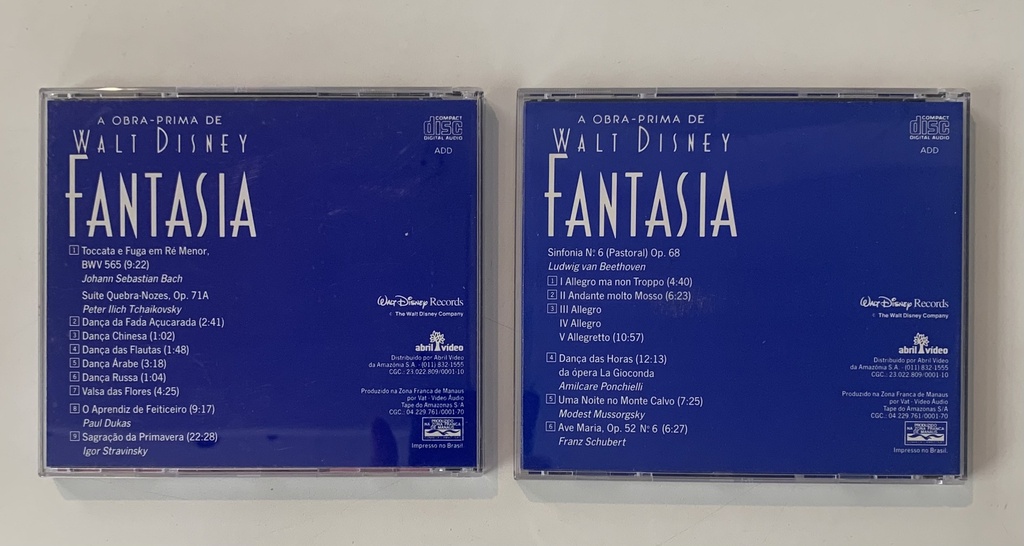 A OBRA-PRIMA DE
WALT DISNEY
FANTASIA
COMPACT
disc
DIGITAL AUDIO
ADD
1 Toccata e Fuga em Ré Menor,
BWV 565 (9:22)
Johann Sebastian Bach
Suíte Quebra-Nozes, Op. 71A
Peter Ilich Tchaikovsky
2 Dança da Fada Açucarada (2:41)
3 Dança Chinesa (1:02)
4 Dança das Flautas (1:48)
5 Dança Árabe (3:18)
6 Dança Russa (1:04)
7 Valsa das Flores (4:25)
8 O Aprendiz de Feiticeiro (9:17)
Paul Dukas
9 Sagração da Primavera (22:28)
Igor Stravinsky
Walt Disney Records
© The Walt Disney Company
abril vídeo
Distribuído por Abril Vídeo
da Amazônia S.A. - (011) 832-1555
CGC.: 23.022.809/0001-10
Produzido na Zona Franca de Manaus
por Vat - Vídeo Áudio
Tape do Amazonas S/A
CGC.: 04 229.761/0001-70
PRODUZIDO
NA ZONA FRANCA
DE MANAUS
Impresso no Brasil
A OBRA-PRIMA DE
WALT DISNEY
FANTASIA
COMPACT
disc
DIGITAL AUDIO
ADD
Sinfonia Nº 6 (Pastoral) Op. 68
Ludwig van Beethoven
1 I Allegro ma non Troppo (4:40)
2 II Andante molto Mosso (6:23)
3 III Allegro
IV Allegro
V Allegretto (10:57)
4 Dança das Horas (12:13)
da ópera La Gioconda
Amilcare Ponchielli
5 Uma Noite no Monte Calvo (7:25)
Modest Mussorgsky
6 Ave Maria, Op. 52 Nº 6 (6:27)
Franz Schubert
Walt Disney Records
© The Walt Disney Company
abril vídeo
Distribuído por Abril Vídeo
da Amazônia S.A. - (011) 832-1555
CGC.: 23.022.809/0001-10
Produzido na Zona Franca de Manaus
por Vat - Vídeo Áudio
Tape do Amazonas S/A
CGC.: 04 229.761/0001-70
PRODUZIDO
NA ZONA FRANCA
DE MANAUS
Impresso no Brasil.